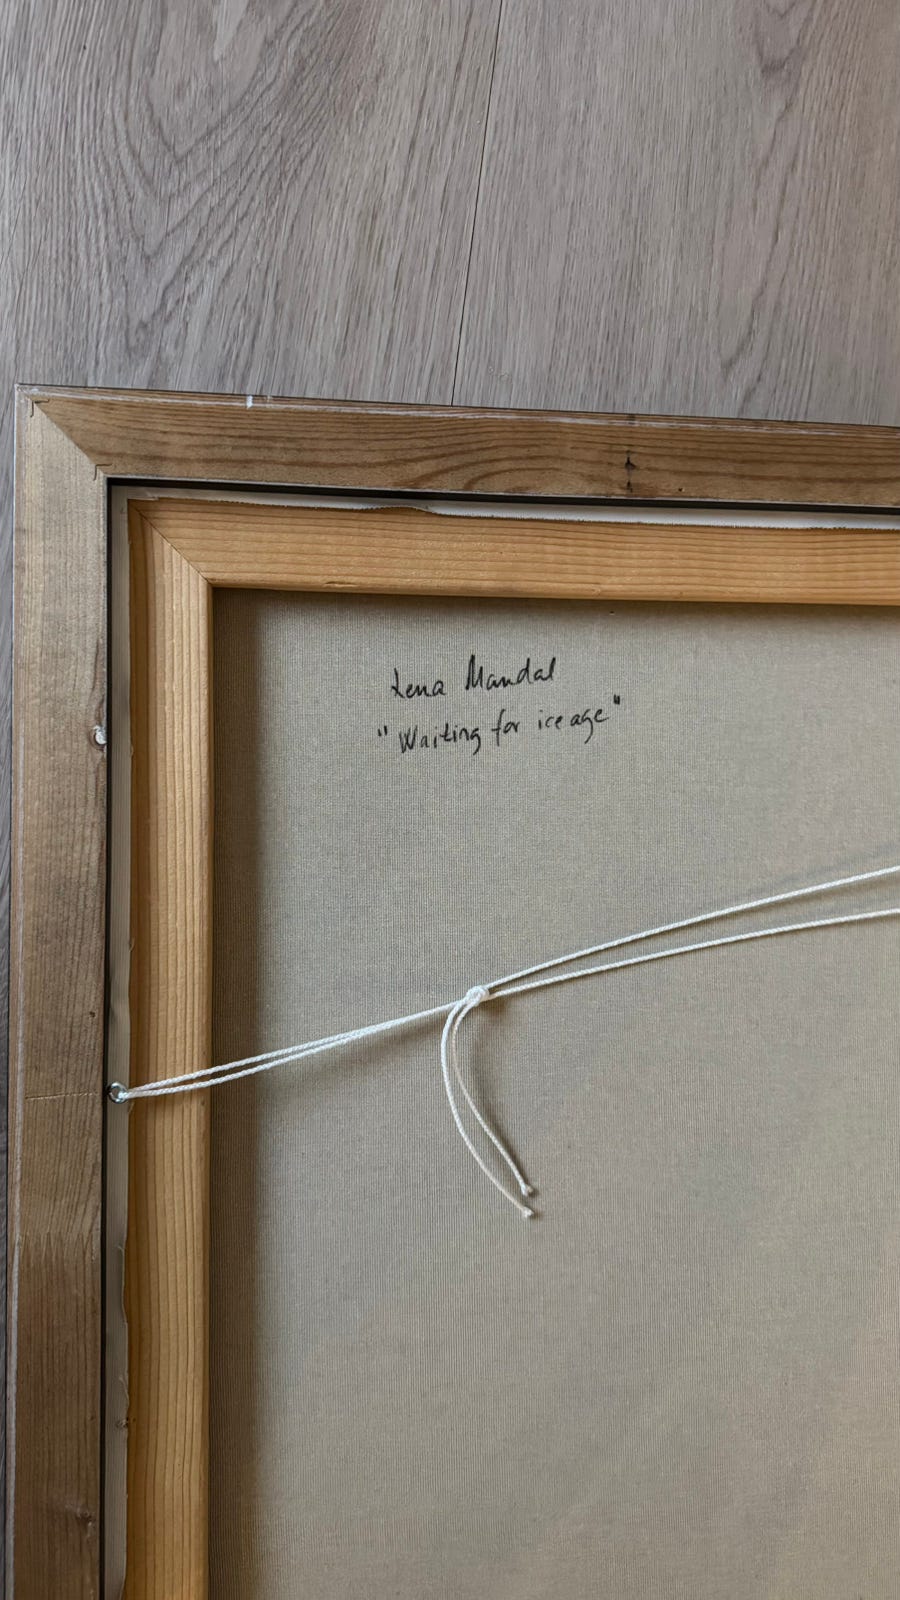 Lena Mandal
"Waiting for ice age"